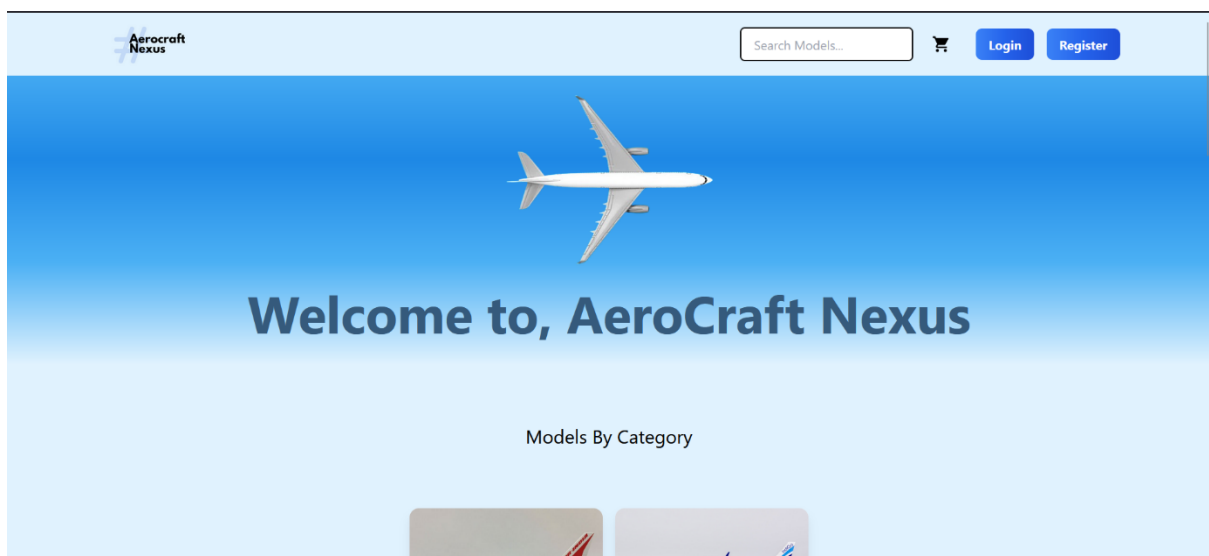 Aerocraft
Nexus
Search Models...
Login
Register
Welcome to, AeroCraft Nexus
Models By Category